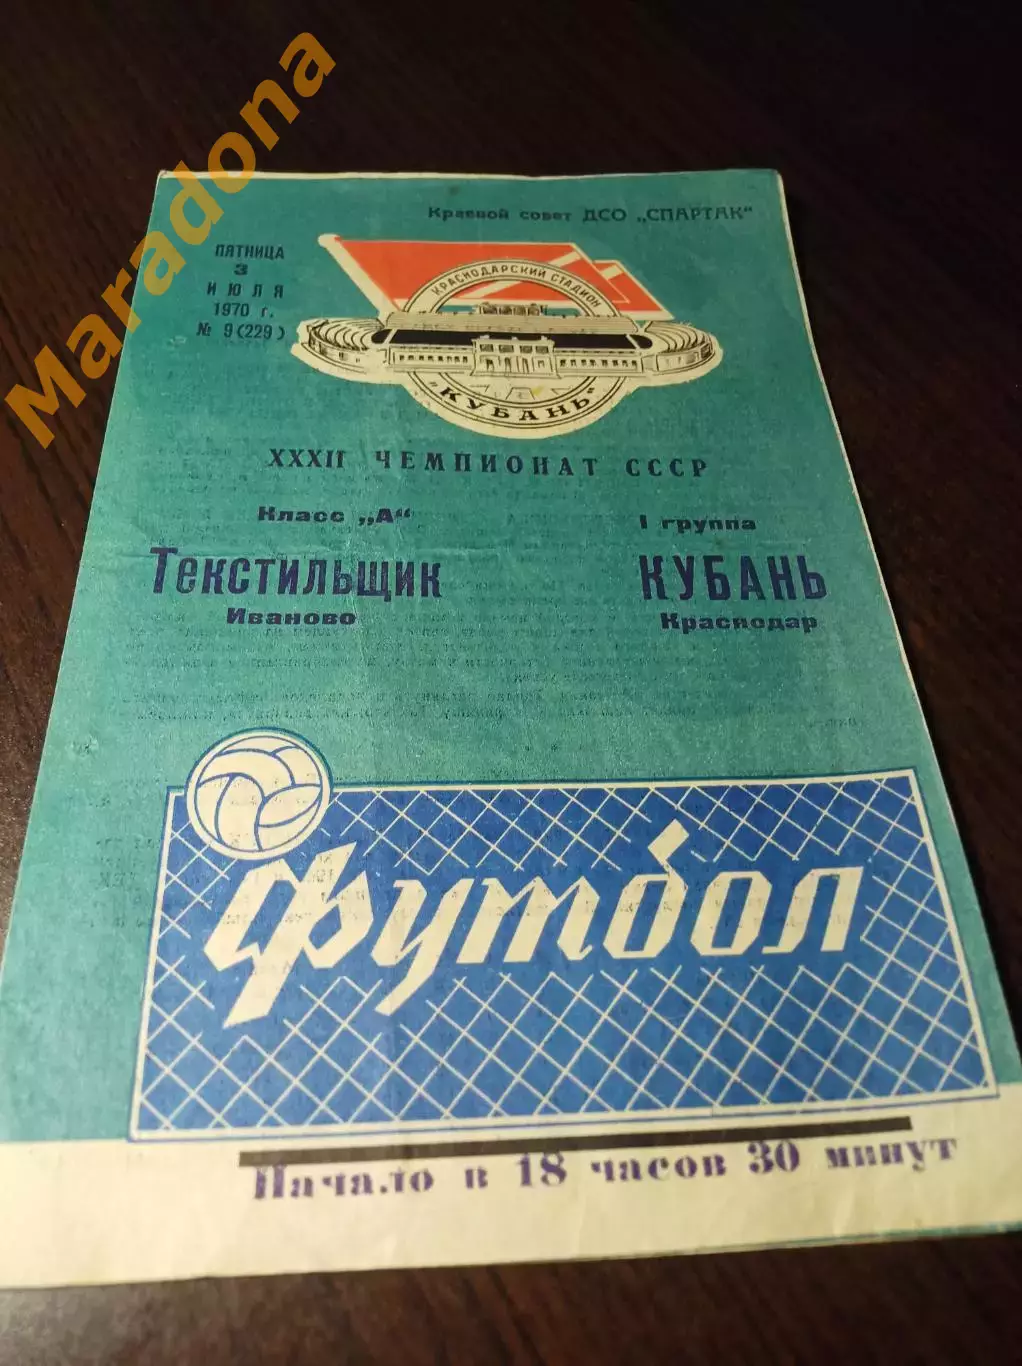 Maradona
Краевой совет ДСО „СПАРТАК"
ПЯТНИЦА
3
ИЮЛЯ
1970 г.
№ 9 (229)
КРАСНОДАРСКИЙ СТАДИОН
„КУБАНЬ"
XXXII ЧЕМПИОНАТ СССР
Класс „А" I группа
ТЕКСТИЛЬЩИК КУБАНЬ
Иваново Краснодар
Футбол
Начало в 18 часов 30 минут